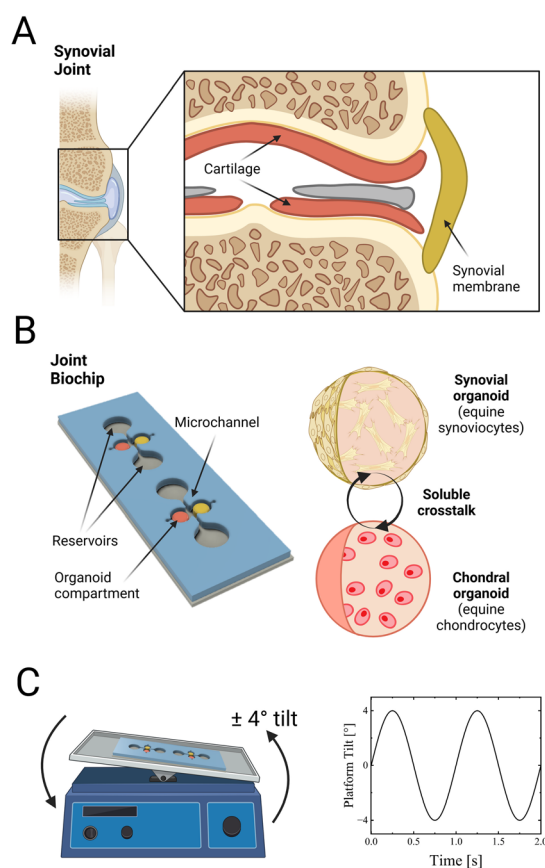 A
Synovial
Joint
Cartilage
Synovial
membrane
B
Joint
Biochip
Microchannel
Reservoirs
Organoid
compartment
Synovial
organoid
(equine
synoviocytes)
Soluble
crosstalk
Chondral
organoid
(equine
chondrocytes)
C
± 4° tilt
Platform Tilt [°]
4
0
−4
0.0
0.5
1.0
1.5
2.0
Time [s]